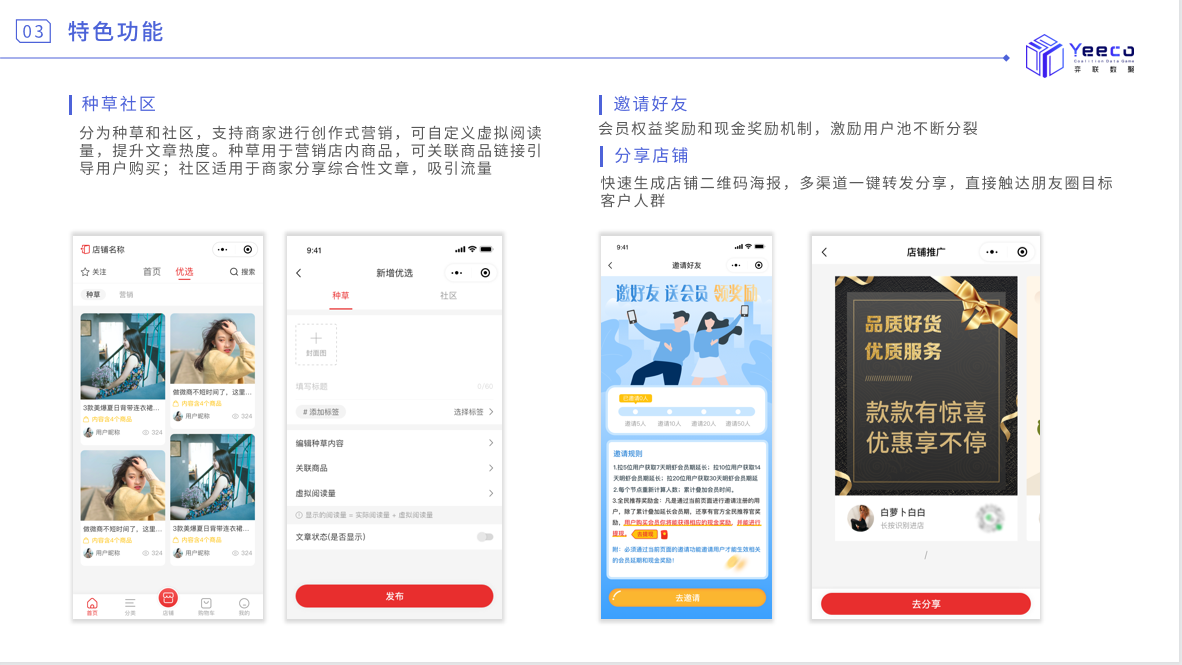 03 特色功能
Yeeco
Coalition Data Game
弈 联 数 聚
种草社区
分为种草和社区，支持商家进行创作式营销，可自定义虚拟阅读
量，提升文章热度。种草用于营销店内商品，可关联商品链接引
导用户购买；社区适用于商家分享综合性文章，吸引流量
邀请好友
会员权益奖励和现金奖励机制，激励用户池不断分裂
分享店铺
快速生成店铺二维码海报，多渠道一键转发分享，直接触达朋友圈目标
客户人群
店铺名称
关注 首页 优选 搜索
种草 营销
3款美爆夏日背带连衣裙...
内容含4个商品
用户昵称 324
做微商不短时间了，这里...
内容含4个商品
用户昵称 324
做微商不短时间了，这里...
内容含4个商品
用户昵称 324
3款美爆夏日背带连衣裙...
内容含4个商品
用户昵称 324
首页 分类 店铺 购物车 我的
9:41
新增优选
种草 社区
封面图
填写标题 0/60
# 添加标签 选择标签
编辑种草内容
关联商品
虚拟阅读量
显示的阅读量 = 实际阅读量 + 虚拟阅读量
文章状态(是否显示)
发布
9:41
邀请好友
邀好友 送会员 领奖励
已邀请0人
邀请5人 邀请10人 邀请20人 邀请50人
邀请规则
1.拉5位用户获取7天明虾会员期延长；拉10位用户获取14
天明虾会员期延长；拉20位用户获取30天明虾会员期延
2.每个节点重新计算人数；累计叠加会员时间。
3.全民推荐奖励金：凡是通过当前页面进行邀请注册的用
户，除了累计叠加延长会员期，还享有官方全民推荐官奖
励，用户购买会员你将能获得相应的现金奖励，并能进行
提现。 去提现
附：必须通过当前页面的邀请功能邀请用户才能生效相关
的会员延期和现金奖励！
去邀请
店铺推广
品质好货
优质服务
////////////////////
款款有惊喜
优惠享不停
白萝卜白白
长按识别进店
/
去分享